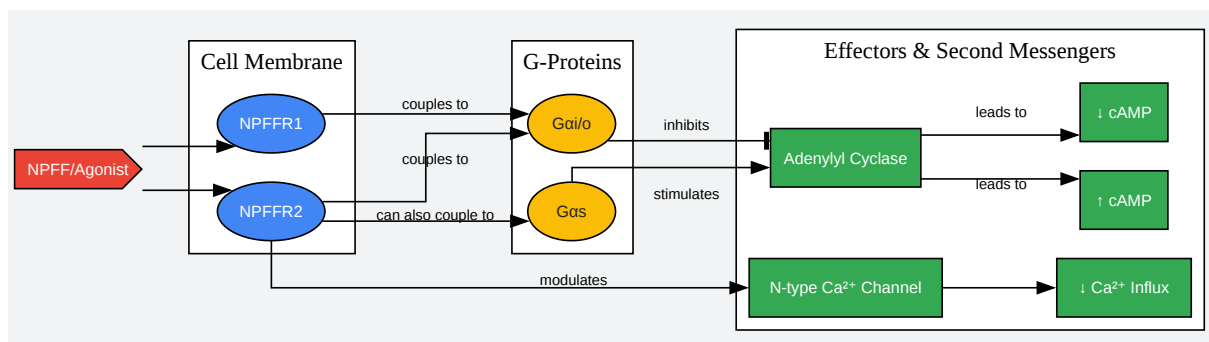 Cell Membrane
G-Proteins
Effectors & Second Messengers
NPFF/Agonist
NPFFR1
NPFFR2
couples to
couples to
can also couple to
modulates
Gαi/o
Gαs
inhibits
stimulates
Adenylyl Cyclase
leads to
leads to
↓ cAMP
↑ cAMP
N-type Ca²⁺ Channel
↓ Ca²⁺ Influx